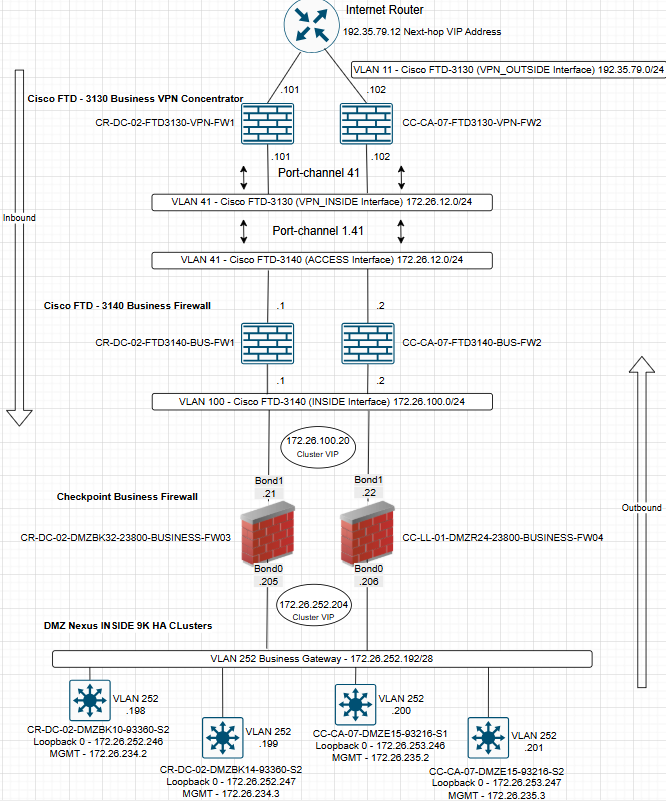 Internet Router
192.35.79.12 Next-hop VIP Address
VLAN 11 - Cisco FTD-3130 (VPN_OUTSIDE Interface) 192.35.79.0/24
.101
.102
Cisco FTD - 3130 Business VPN Concentrator
CR-DC-02-FTD3130-VPN-FW1
CC-CA-07-FTD3130-VPN-FW2
.101
.102
Port-channel 41
VLAN 41 - Cisco FTD-3130 (VPN_INSIDE Interface) 172.26.12.0/24
Inbound
Port-channel 1.41
VLAN 41 - Cisco FTD-3140 (ACCESS Interface) 172.26.12.0/24
Cisco FTD - 3140 Business Firewall
.1
.2
CR-DC-02-FTD3140-BUS-FW1
CC-CA-07-FTD3140-BUS-FW2
.1
.2
VLAN 100 - Cisco FTD-3140 (INSIDE Interface) 172.26.100.0/24
172.26.100.20
Cluster VIP
Bond1
.21
Bond1
.22
Checkpoint Business Firewall
Outbound
CR-DC-02-DMZBK32-23800-BUSINESS-FW03
CC-LL-01-DMZR24-23800-BUSINESS-FW04
Bond0
.205
Bond0
.206
172.26.252.204
Cluster VIP
DMZ Nexus INSIDE 9K HA CLusters
VLAN 252 Business Gateway - 172.26.252.192/28
VLAN 252
.198
CR-DC-02-DMZBK10-93360-S2
Loopback 0 - 172.26.252.246
MGMT - 172.26.234.2
VLAN 252
.199
CR-DC-02-DMZBK14-93360-S2
Loopback 0 - 172.26.252.247
MGMT - 172.26.234.3
VLAN 252
.200
CC-CA-07-DMZE15-93216-S1
Loopback 0 - 172.26.253.246
MGMT - 172.26.235.2
VLAN 252
.201
CC-CA-07-DMZE15-93216-S2
Loopback 0 - 172.26.253.247
MGMT - 172.26.235.3